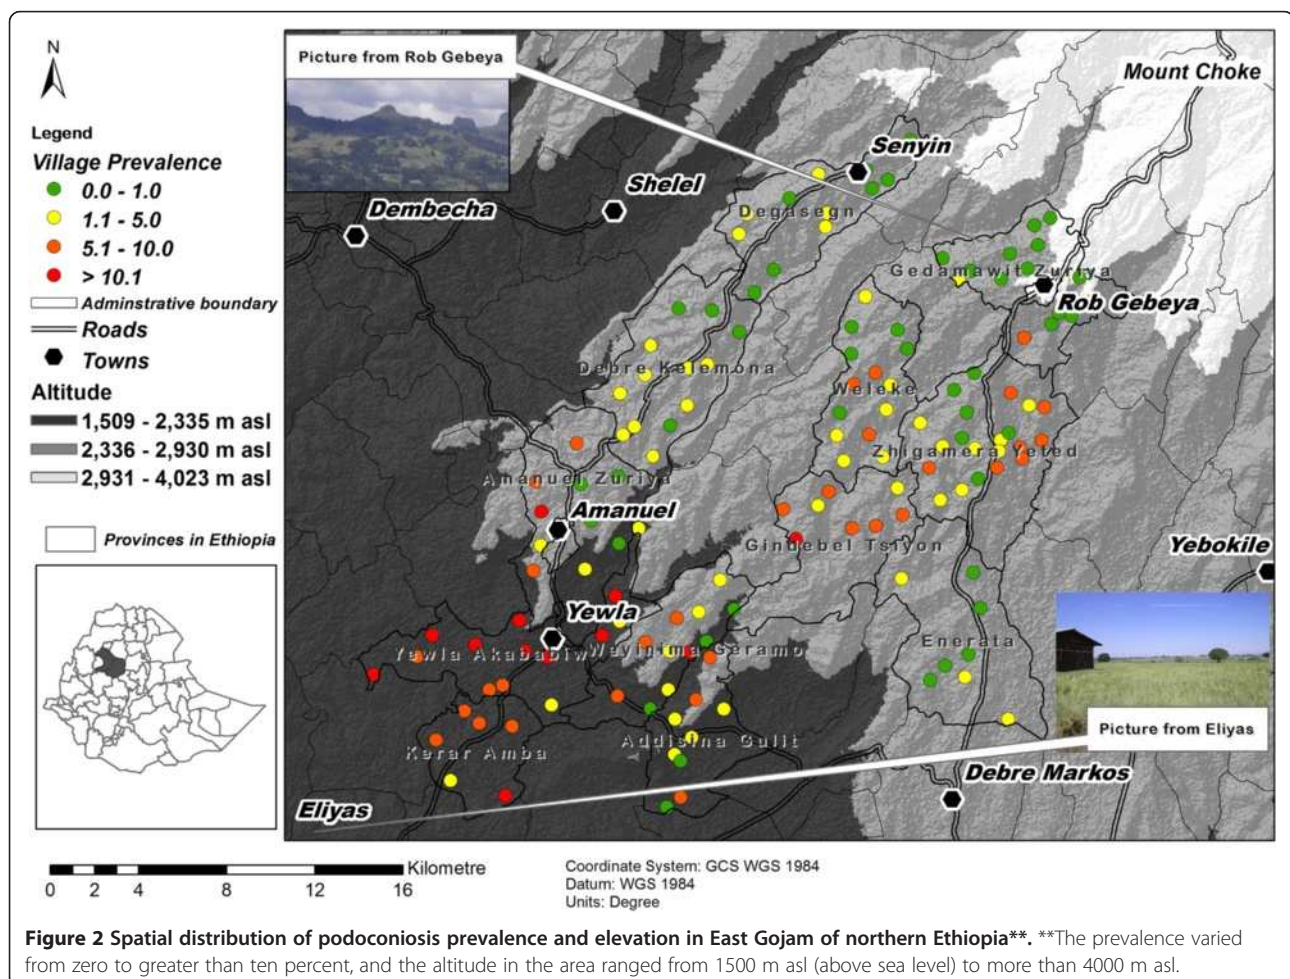 N
Legend
Village Prevalence
0.0 - 1.0
1.1 - 5.0
5.1 - 10.0
> 10.1
Adminstrative boundary
Roads
Towns
Altitude
1,509 - 2,335 m asl
2,336 - 2,930 m asl
2,931 - 4,023 m asl
Provinces in Ethiopia
Picture from Rob Gebeya
Mount Choke
Senyin
Shelel
Dembecha
Degasegn
Gedamawit Zuriya
Rob Gebeya
Debre Kelemona
Weleke
Zhigamera Yeted
Amanuel Zuriya
Amanuel
Gindebel Tsiyon
Yebokile
Yewla
Enerata
Yewla Akababiw
Weyinima Geramo
Picture from Eliyas
Addisina Gulit
Kerar Amba
Debre Markos
Eliyas
Kilometre
0 2 4 8 12 16
Coordinate System: GCS WGS 1984
Datum: WGS 1984
Units: Degree
Figure 2 Spatial distribution of podoconiosis prevalence and elevation in East Gojam of northern Ethiopia**. **The prevalence varied
from zero to greater than ten percent, and the altitude in the area ranged from 1500 m asl (above sea level) to more than 4000 m asl.